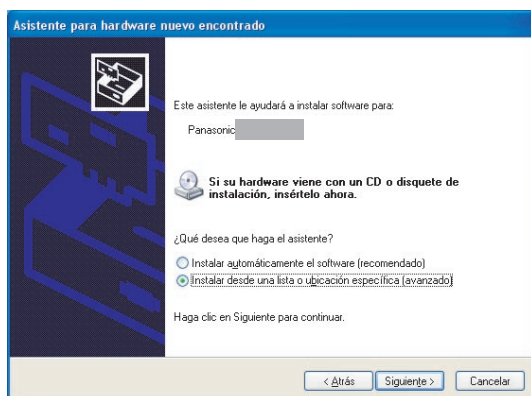 Asistente para hardware nuevo encontrado
Este asistente le ayudará a instalar software para:
Panasonic
Si su hardware viene con un CD o disquete de
instalación, insértelo ahora.
¿Qué desea que haga el asistente?
Instalar automáticamente el software (recomendado)
Instalar desde una lista o ubicación específica (avanzado)
Haga clic en Siguiente para continuar.
< Atrás
Siguiente >
Cancelar